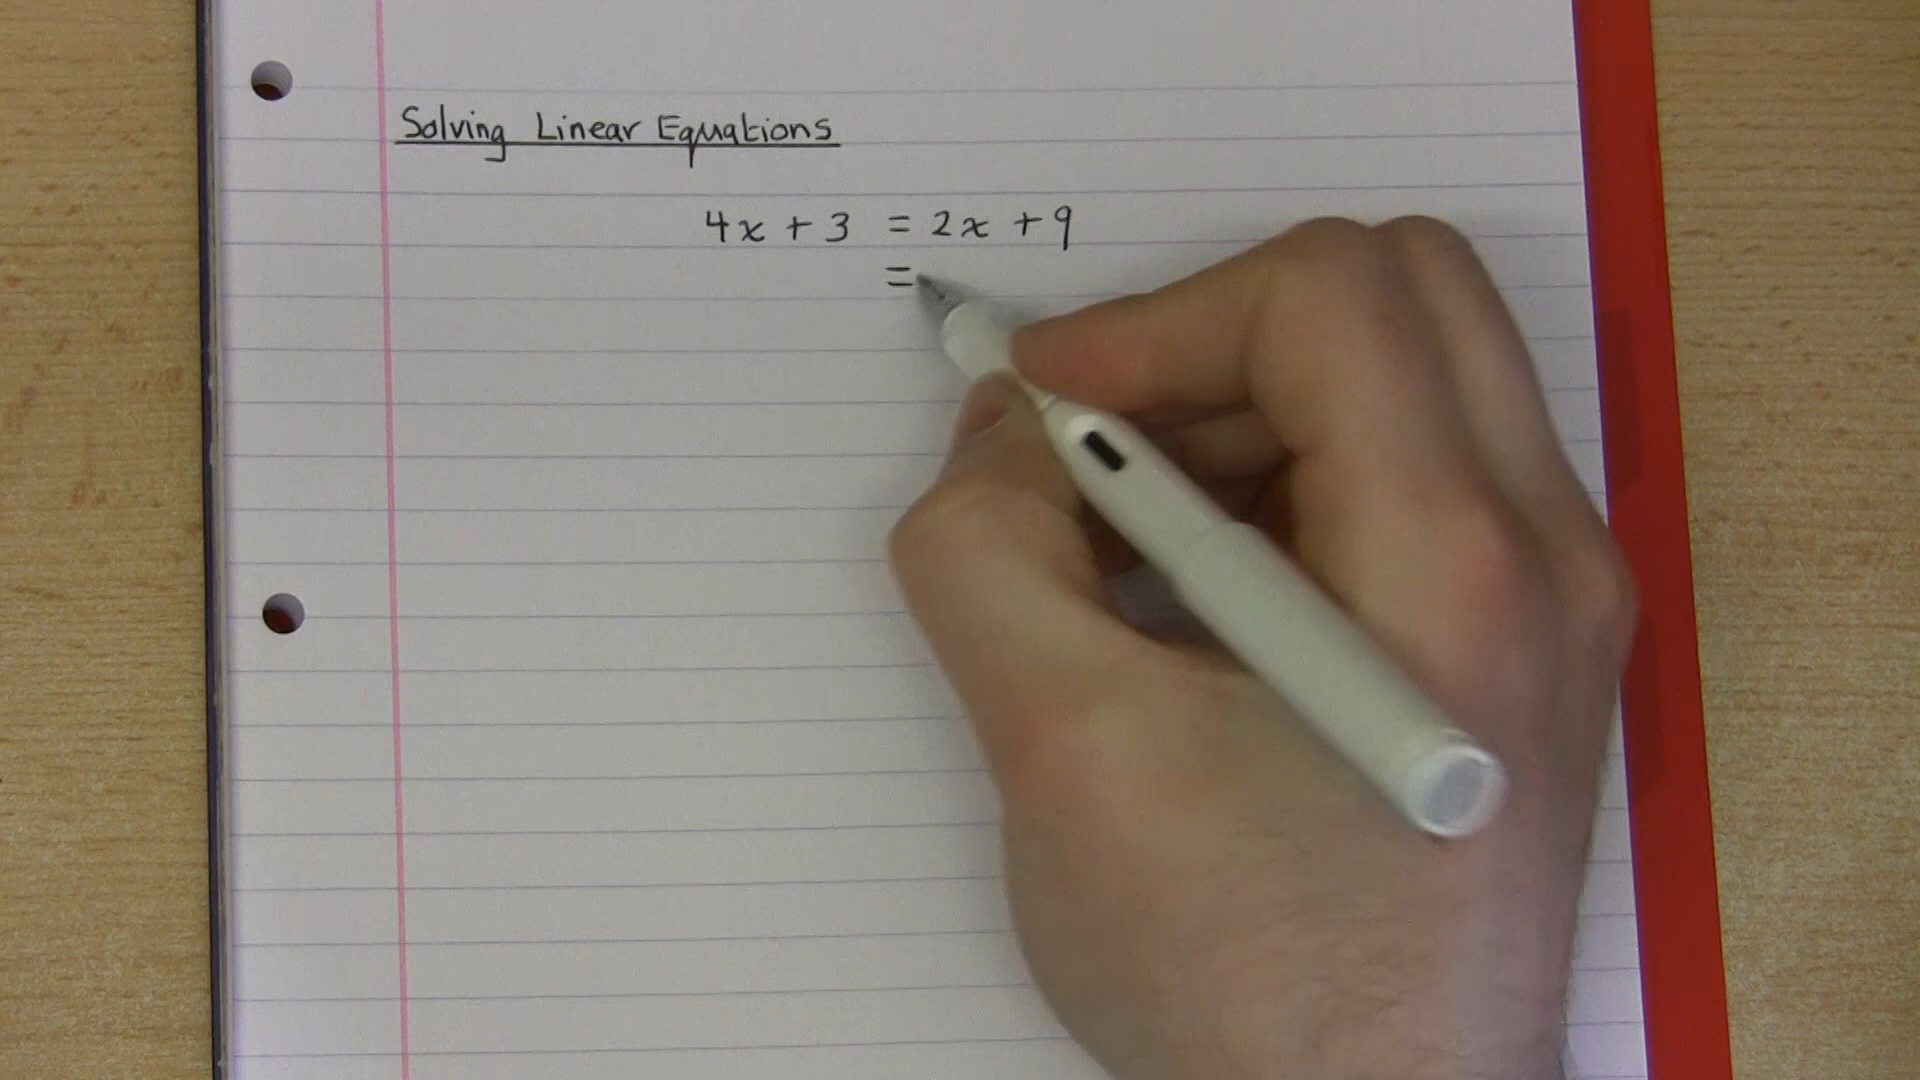 Solving Linear Equations
4x + 3 = 2x + 9
=